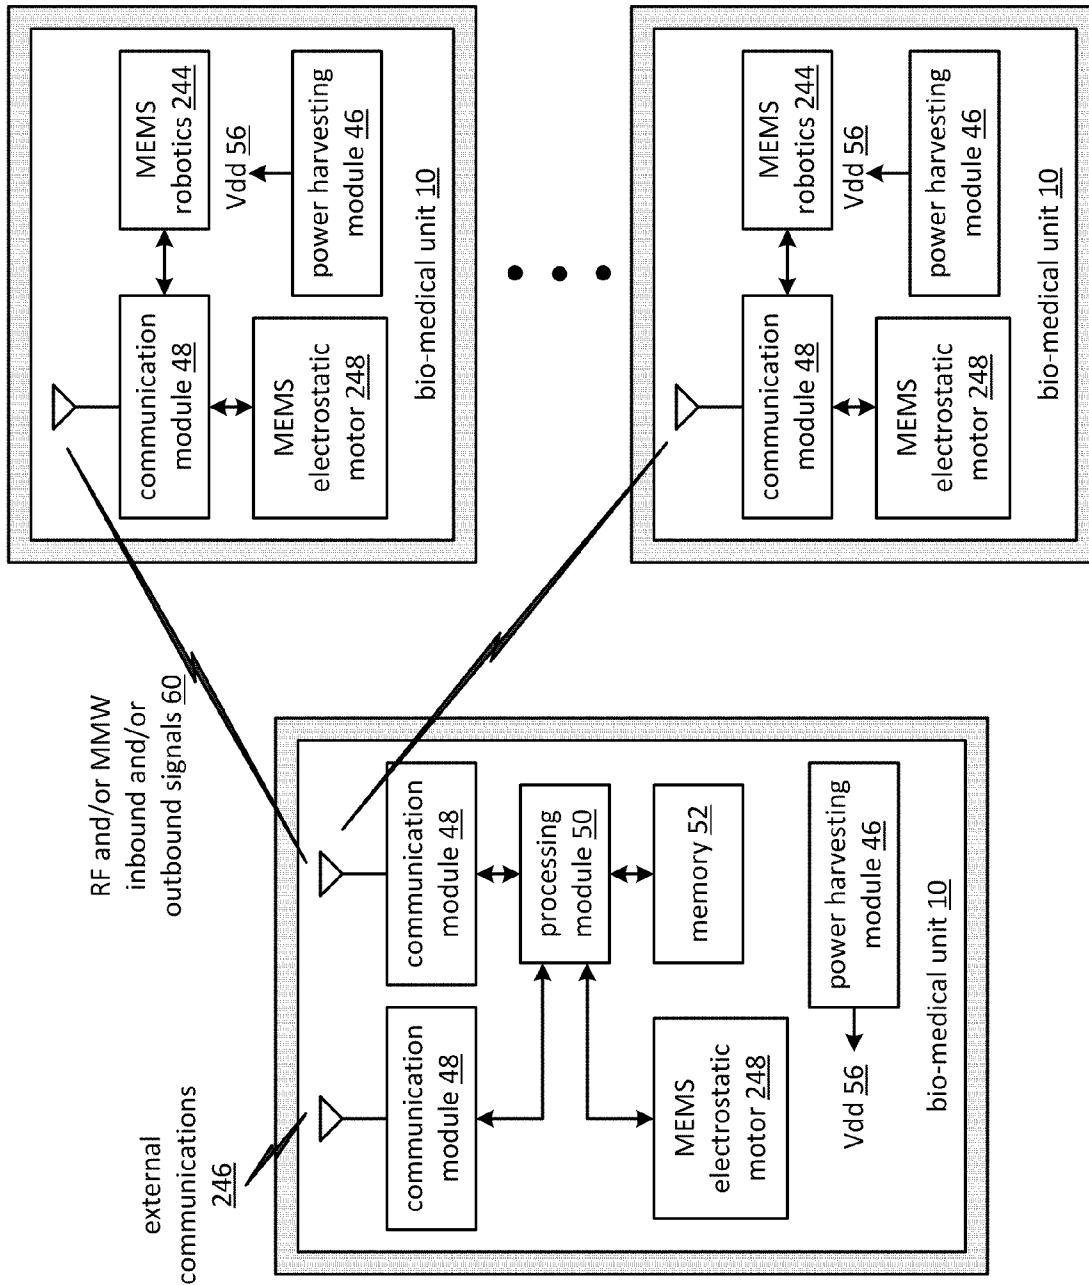 external
communications
246
RF and/or MMW
inbound and/or
outbound signals 60
communication
module 48
communication
module 48
processing
module 50
MEMS
electrostatic
motor 248
memory 52
Vdd 56
power harvesting
module 46
bio-medical unit 10
communication
module 48
MEMS
robotics 244
Vdd 56
MEMS
electrostatic
motor 248
power harvesting
module 46
bio-medical unit 10
communication
module 48
MEMS
robotics 244
Vdd 56
MEMS
electrostatic
motor 248
power harvesting
module 46
bio-medical unit 10